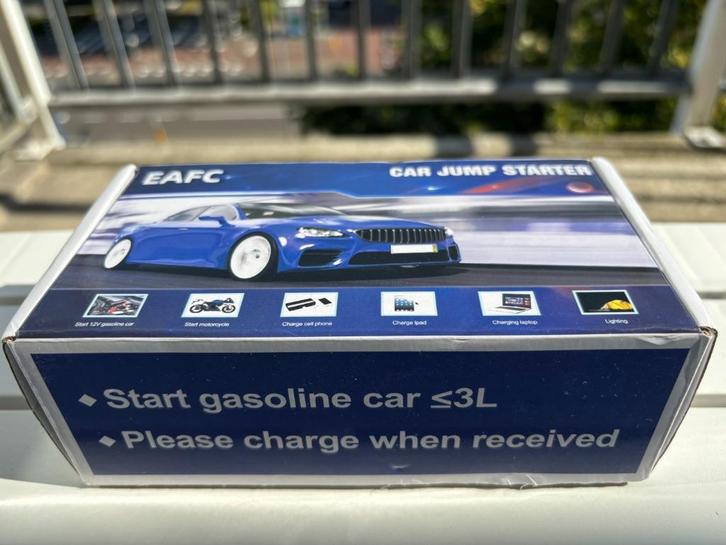 EAFC
CAR JUMP STARTER
Start 12V gasoline car
Start motorcycle
Charge cell phone
Charge Ipad
Charging laptop
Lighting
◆ Start gasoline car ≤3L
◆ Please charge when received